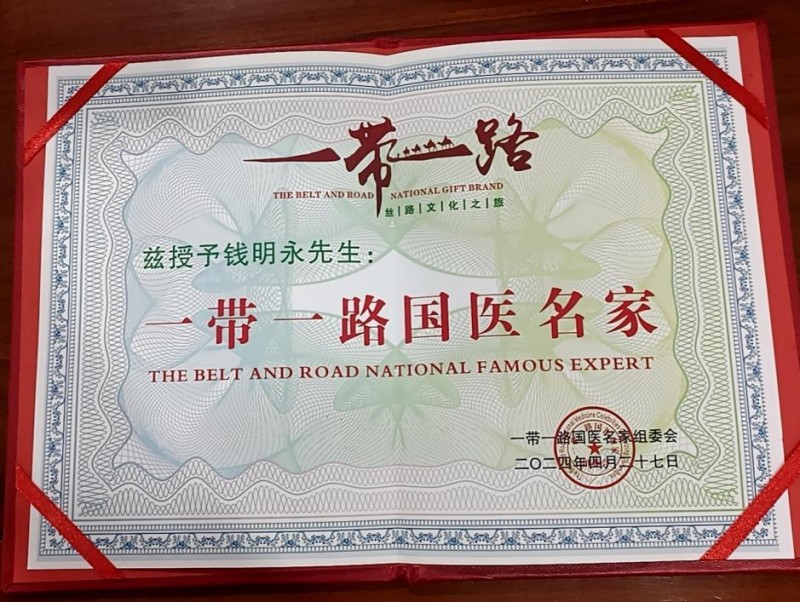 一带一路
THE BELT AND ROAD NATIONAL GIFT BRAND
丝|路|文|化|之|旅
兹授予钱明永先生：
一带一路国医名家
THE BELT AND ROAD NATIONAL FAMOUS EXPERT
一带一路国医名家组委会
二〇二四年四月二十七日